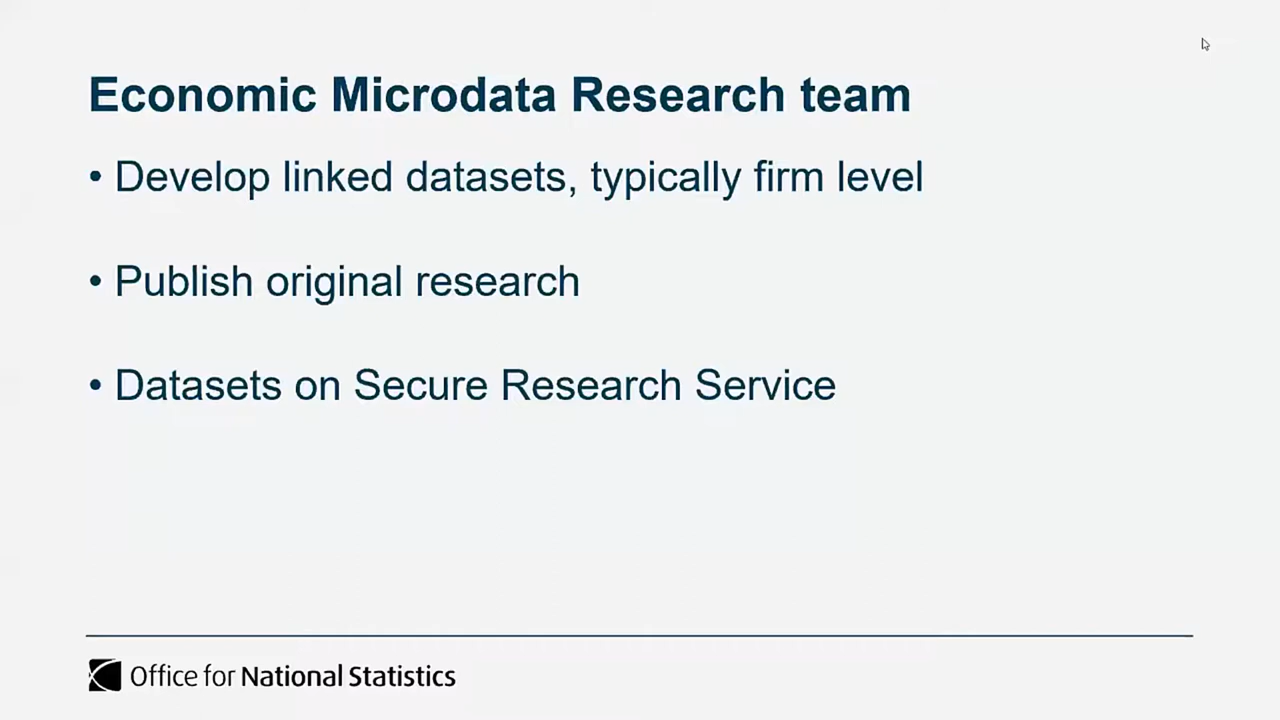 Economic Microdata Research team
• Develop linked datasets, typically firm level
• Publish original research
• Datasets on Secure Research Service
Office for National Statistics